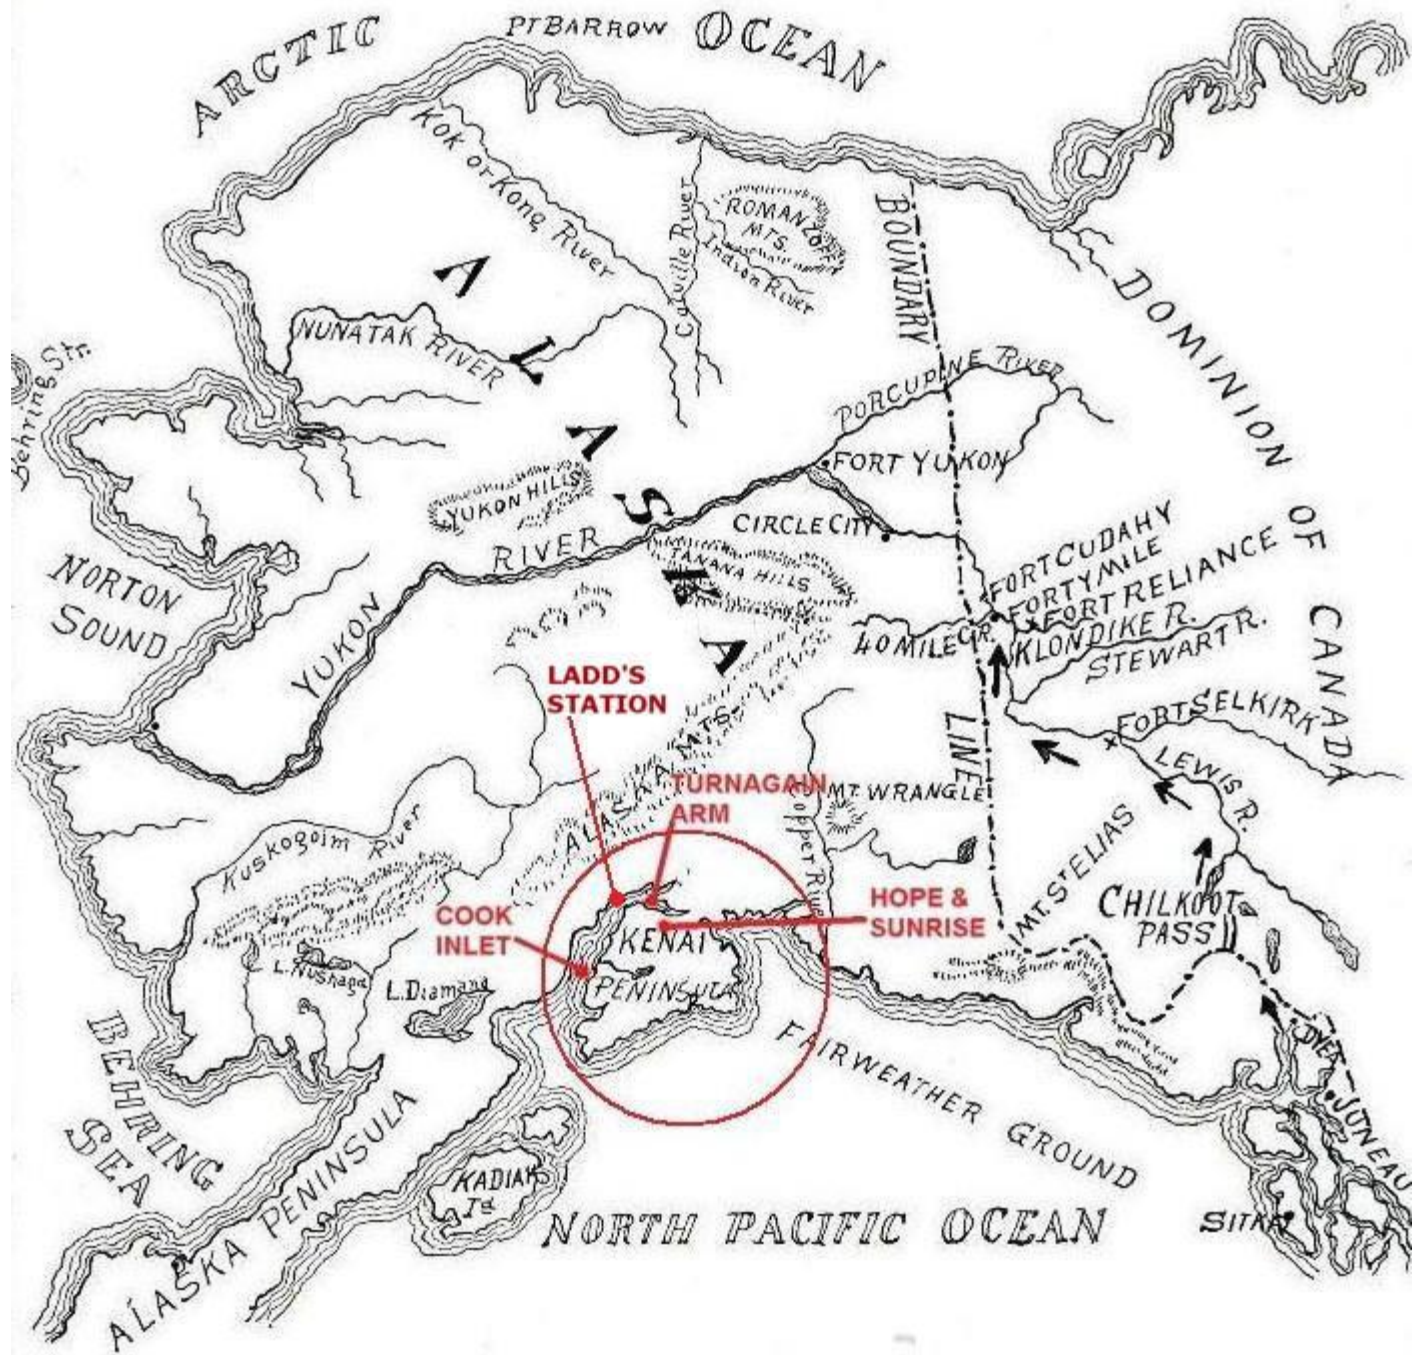 ARCTIC
PT BARROW
OCEAN
Kok or Kong River
Colville River
ROMANZOFF
MTS.
Indion River
BOUNDARY
DOMINION OF CANADA
NUNATAK RIVER
ALASKA
Behring Str.
PORCUPINE RIVER
FORT YUKON
YUKON HILLS
RIVER
CIRCLE CITY
TANANA HILLS
NORTON
SOUND
YUKON
FORT CUDAHY
FORTYMILE
FORT RELIANCE
40 MILE CR.
KLONDIKE R.
STEWART R.
LADD'S
STATION
FORT SELKIRK
LINE
LEWIS R.
ALASKA MTS.
TURNAGAIN
ARM
MT. WRANGLE
Copper River
Kuskogoim River
MT. ST ELIAS
CHILKOOT
PASS
COOK
INLET
HOPE &
SUNRISE
KENAI
PENINSULA
L. Nushaga
L. Diamana
FAIRWEATHER GROUND
DYEA
JUNEAU
BEHRING
SEA
ALASKA PENINSULA
KADIAK
Id
NORTH PACIFIC OCEAN
SITKA